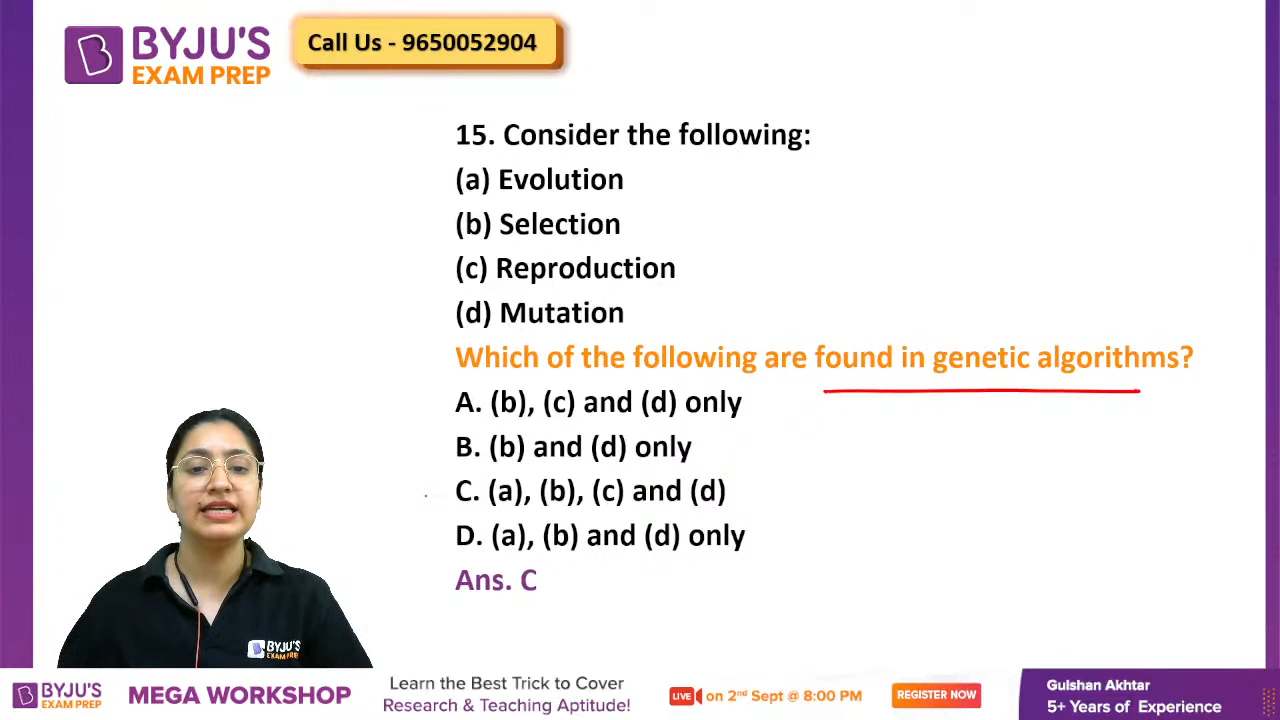 BYJU'S
EXAM PREP
Call Us - 9650052904
15. Consider the following:
(a) Evolution
(b) Selection
(c) Reproduction
(d) Mutation
Which of the following are found in genetic algorithms?
A. (b), (c) and (d) only
B. (b) and (d) only
C. (a), (b), (c) and (d)
D. (a), (b) and (d) only
Ans. C
BYJU'S
EXAM PREP
BYJU'S
EXAM PREP
MEGA WORKSHOP
Learn the Best Trick to Cover
Research & Teaching Aptitude!
LIVE
on 2nd Sept @ 8:00 PM
REGISTER NOW
Gulshan Akhtar
5+ Years of Experience